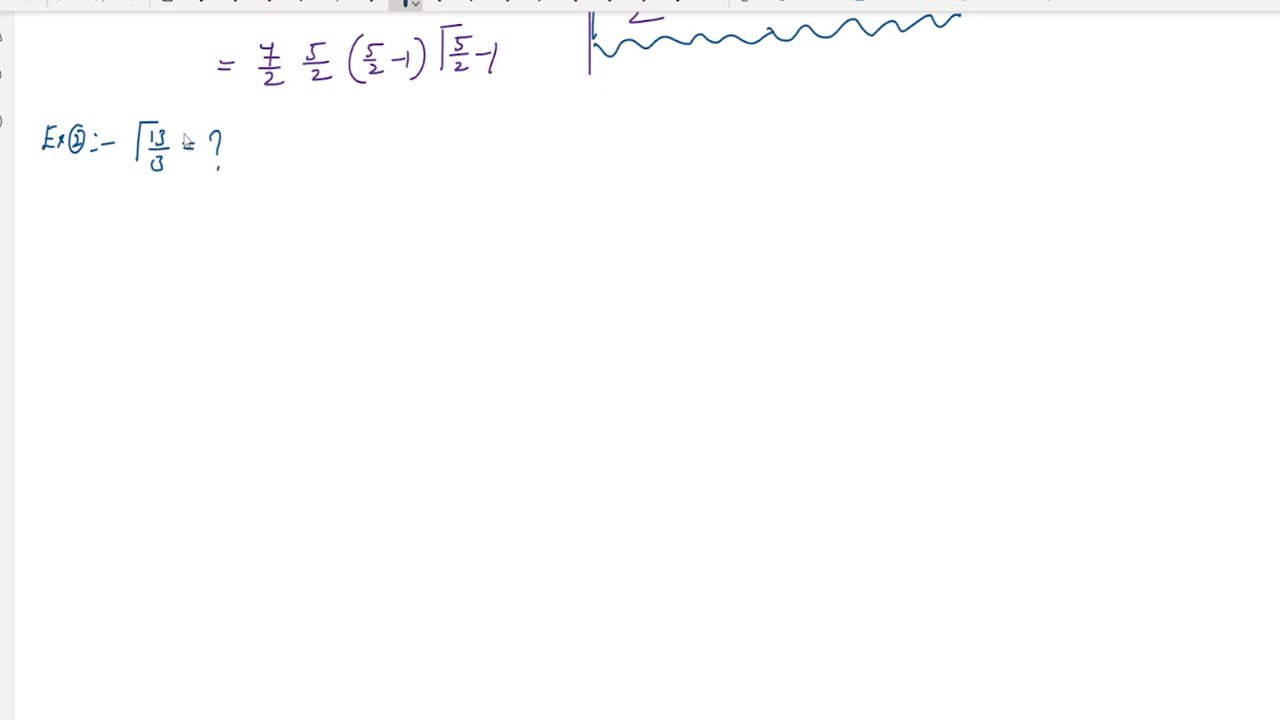 = 7/2 5/2 (5/2 -1) Γ5/2 -1
Ex②:- Γ13/3 = ?